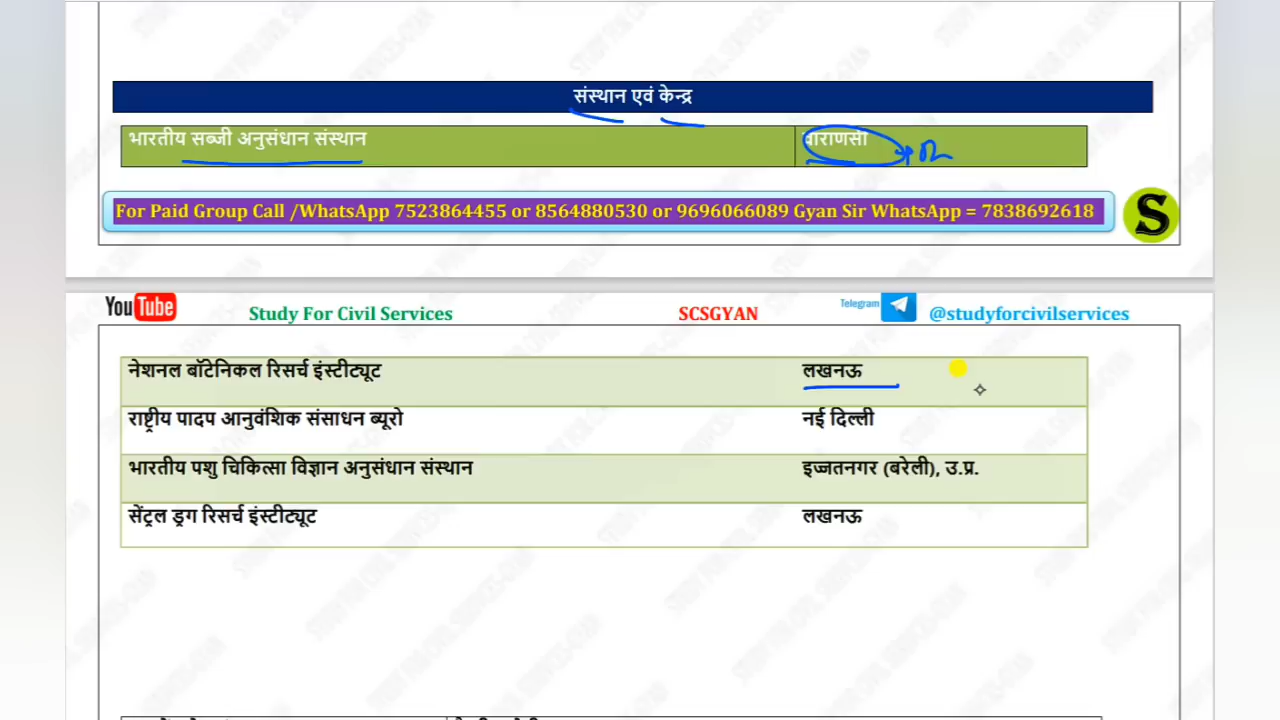 संस्थान एवं केन्द्र
भारतीय सब्जी अनुसंधान संस्थान वाराणसी
For Paid Group Call /WhatsApp 7523864455 or 8564880530 or 9696066089 Gyan Sir WhatsApp = 7838692618
S
YouTube Study For Civil Services SCSGYAN Telegram @studyforcivilservices
नेशनल बॉटेनिकल रिसर्च इंस्टीट्यूट लखनऊ
राष्ट्रीय पादप आनुवंशिक संसाधन ब्यूरो नई दिल्ली
भारतीय पशु चिकित्सा विज्ञान अनुसंधान संस्थान इज्जतनगर (बरेली), उ.प्र.
सेंट्रल ड्रग रिसर्च इंस्टीट्यूट लखनऊ